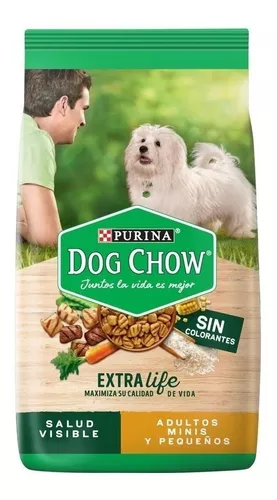 PURINA®
DOG CHOW®
Juntos la vida es mejor
SIN
COLORANTES
EXTRA life
MAXIMIZA SU CALIDAD DE VIDA
SALUD
VISIBLE
ADULTOS
MINIS
Y PEQUEÑOS